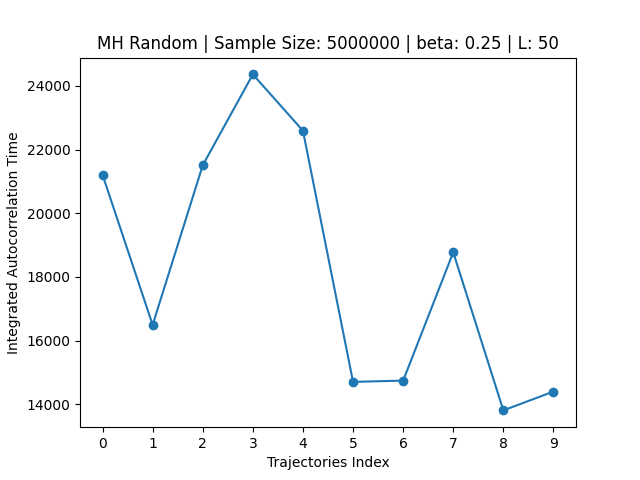 MH Random | Sample Size: 5000000 | beta: 0.25 | L: 50
Integrated Autocorrelation Time
24000
22000
20000
18000
16000
14000
0 1 2 3 4 5 6 7 8 9
Trajectories Index